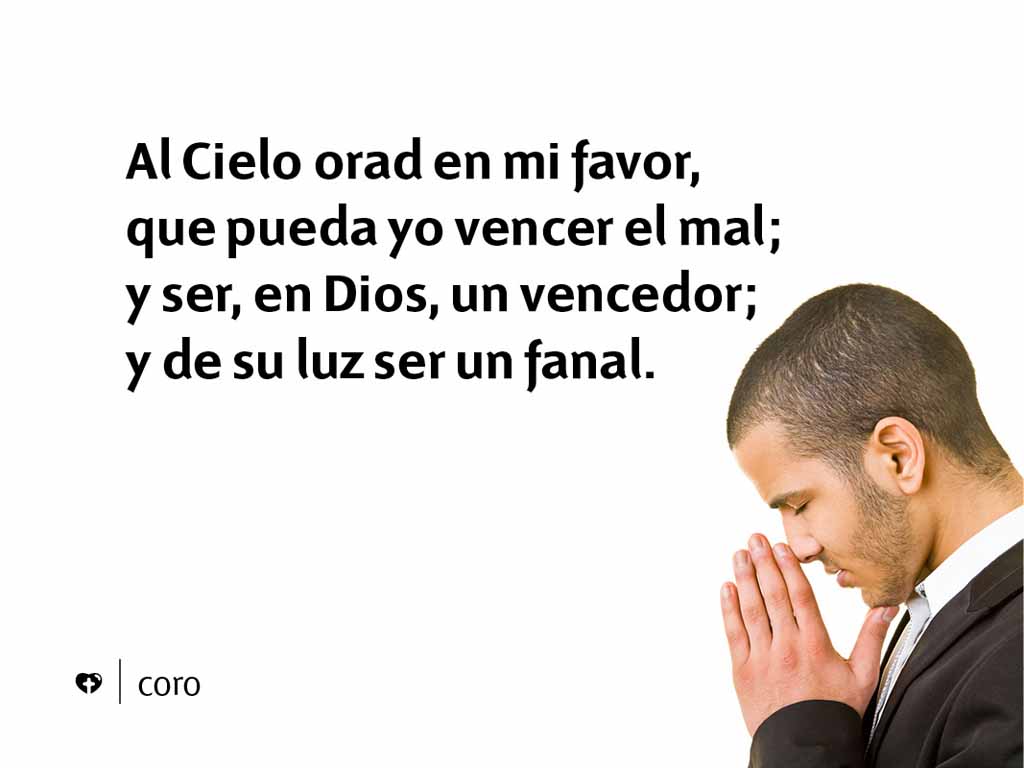 Al Cielo orad en mi favor,
que pueda yo vencer el mal;
y ser, en Dios, un vencedor;
y de su luz ser un fanal.
coro